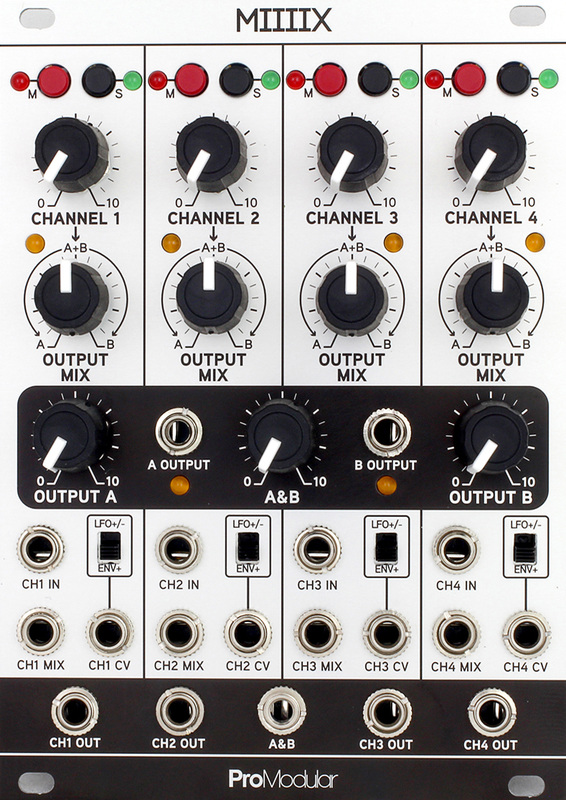 MIIIIX
M S M S M S M S
0 10 0 10 0 10 0 10
CHANNEL 1 CHANNEL 2 CHANNEL 3 CHANNEL 4
A+B A+B A+B A+B
A B A B A B A B
OUTPUT MIX OUTPUT MIX OUTPUT MIX OUTPUT MIX
A OUTPUT B OUTPUT
0 10 0 10 0 10
OUTPUT A A&B OUTPUT B
LFO+/- LFO+/- LFO+/- LFO+/-
ENV+ ENV+ ENV+ ENV+
CH1 IN CH2 IN CH3 IN CH4 IN
CH1 MIX CH1 CV CH2 MIX CH2 CV CH3 MIX CH3 CV CH4 MIX CH4 CV
CH1 OUT CH2 OUT A&B CH3 OUT CH4 OUT
ProModular